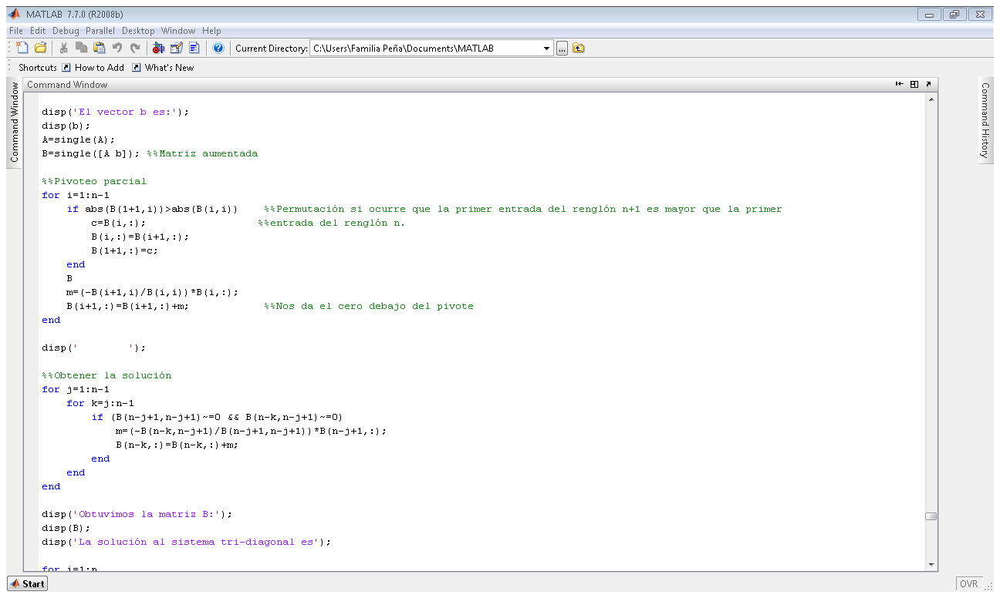 MATLAB 7.7.0 (R2008b)
File Edit Debug Parallel Desktop Window Help
Current Directory: C:\Users\Familia Peña\Documents\MATLAB ...
Shortcuts How to Add What's New
Command Window
Command Window
Command History
disp('El vector b es:');
disp(b);
A=single(A);
B=single([A b]); %%Matriz aumentada
%%Pivoteo parcial
for i=1:n-1
    if abs(B(1+1,i))>abs(B(i,i))    %%Permutación si ocurre que la primer entrada del renglón n+1 es mayor que la primer
        c=B(i,:);                  %%entrada del renglón n.
        B(i,:)=B(i+1,:);
        B(1+1,:)=c;
    end
    B
    m=(-B(i+1,i)/B(i,i))*B(i,:);
    B(i+1,:)=B(i+1,:)+m;            %%Nos da el cero debajo del pivote
end
disp('        ');
%%Obtener la solución
for j=1:n-1
    for k=j:n-1
        if (B(n-j+1,n-j+1)~=0 && B(n-k,n-j+1)~=0)
            m=(-B(n-k,n-j+1)/B(n-j+1,n-j+1))*B(n-j+1,:);
            B(n-k,:)=B(n-k,:)+m;
        end
    end
end
disp('Obtuvimos la matriz B:');
disp(B);
disp('La solución al sistema tri-diagonal es');
for i=1:n
Start
OVR